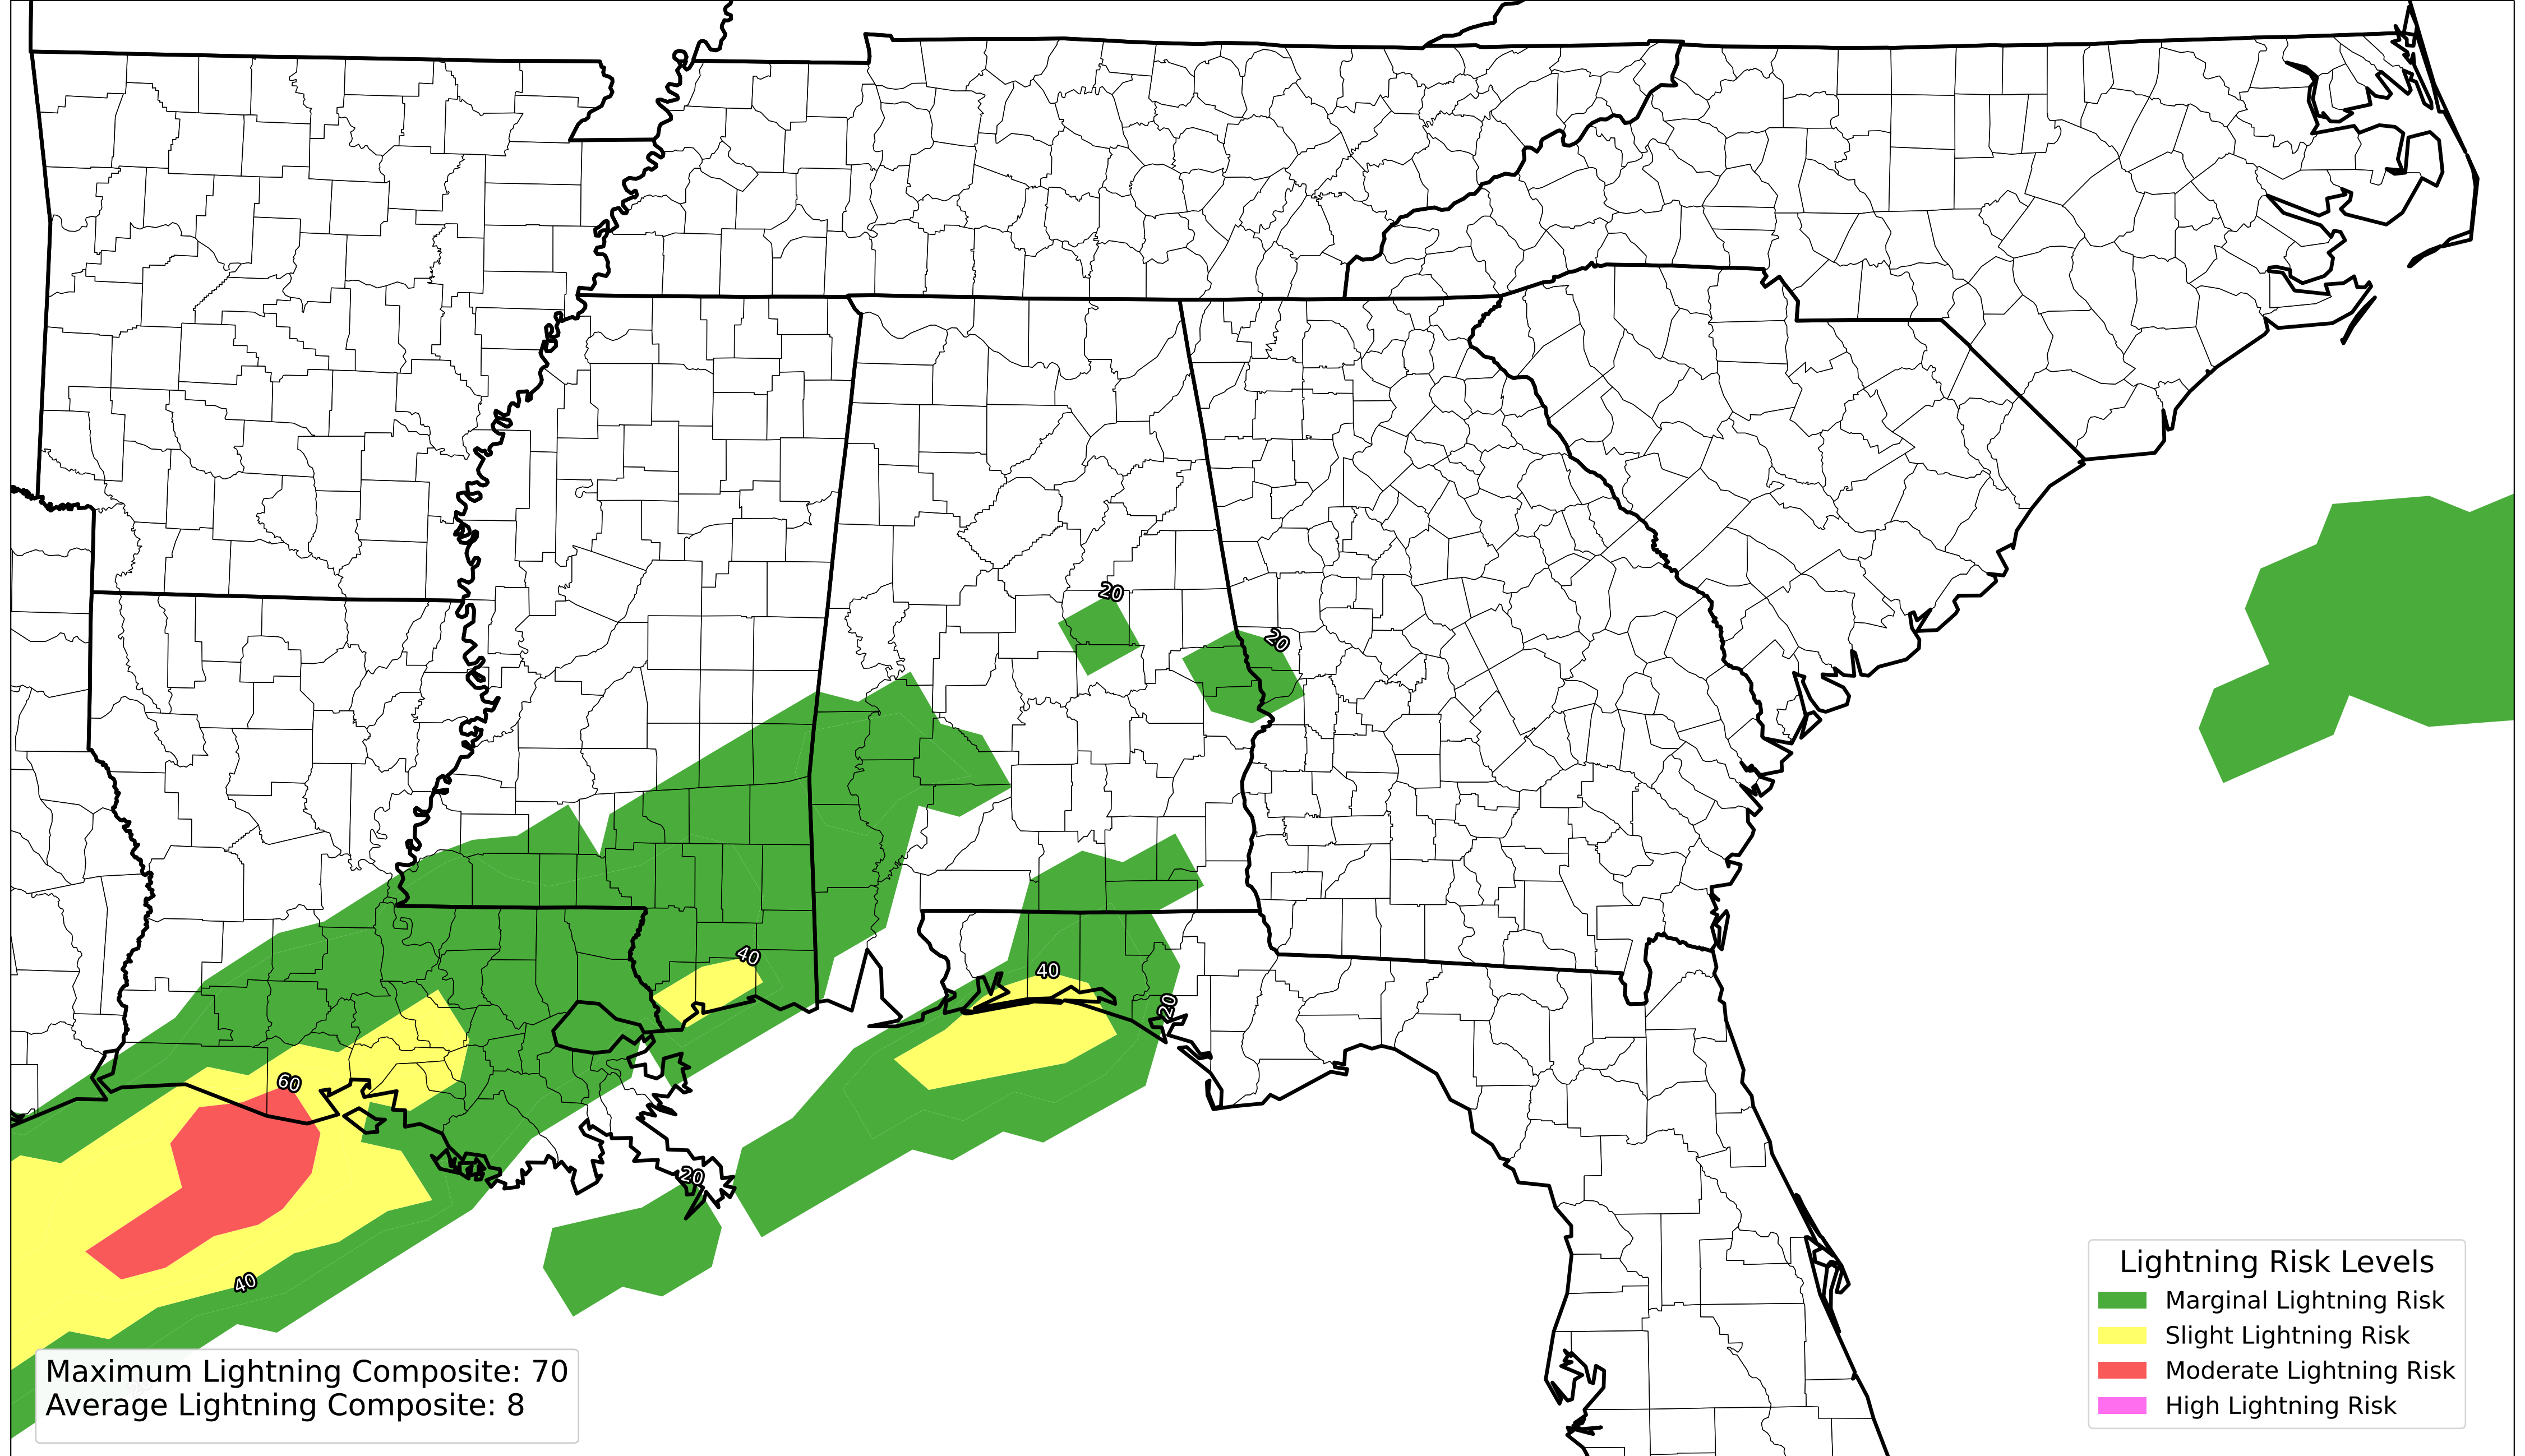 20
20
40
40
20
60
20
40
Lightning Risk Levels
Marginal Lightning Risk
Slight Lightning Risk
Moderate Lightning Risk
High Lightning Risk
Maximum Lightning Composite: 70
Average Lightning Composite: 8